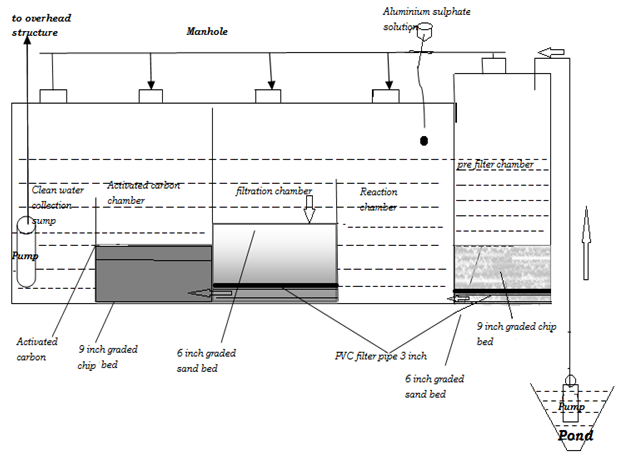 to overhead
structure
Manhole
Aluminium sulphate
solution
pre filter chamber
Clean water
collection
sump
Activated carbon
chamber
filtration chamber
Reaction
chamber
Pump
Activated
carbon
9 inch graded
chip bed
6 inch graded
sand bed
PVC filter pipe 3 inch
6 inch graded
sand bed
9 inch graded chip
bed
Pump
Pond